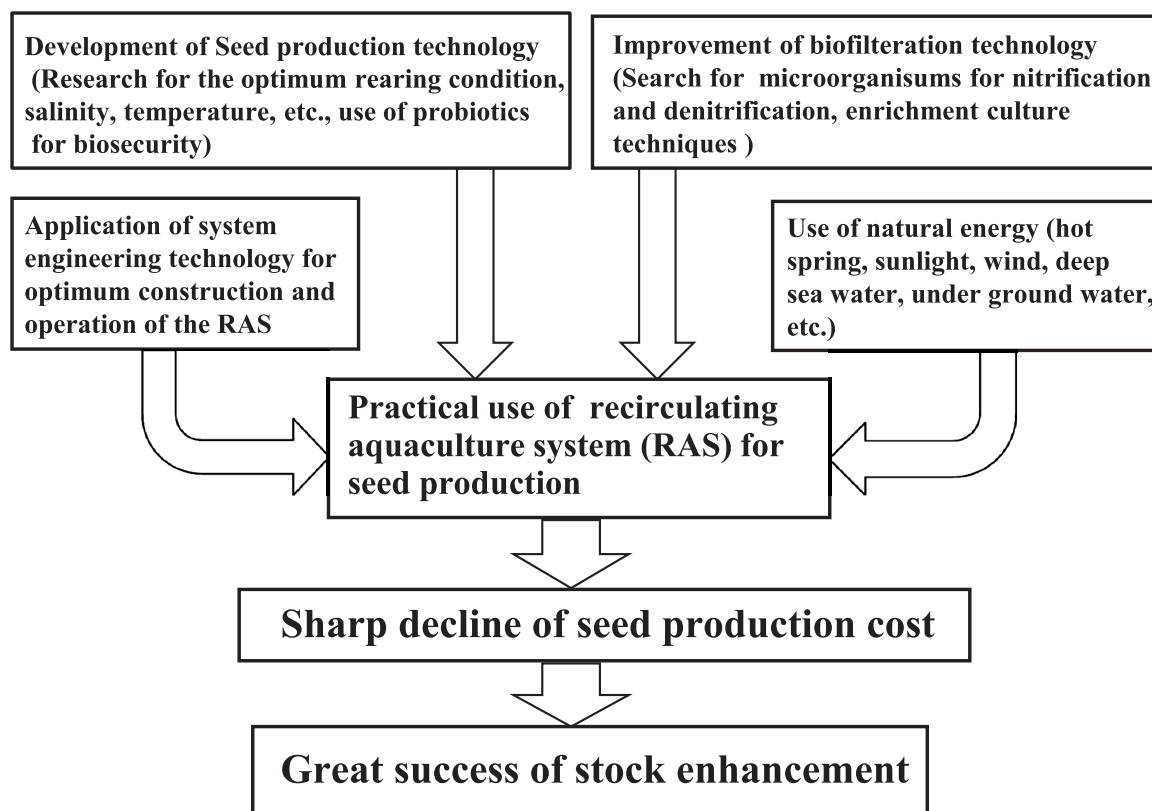 Development of Seed production technology
(Research for the optimum rearing condition,
salinity, temperature, etc., use of probiotics
for biosecurity)
Improvement of biofilteration technology
(Search for microorganisums for nitrification
and denitrification, enrichment culture
techniques )
Application of system
engineering technology for
optimum construction and
operation of the RAS
Use of natural energy (hot
spring, sunlight, wind, deep
sea water, under ground water,
etc.)
Practical use of recirculating
aquaculture system (RAS) for
seed production
Sharp decline of seed production cost
Great success of stock enhancement